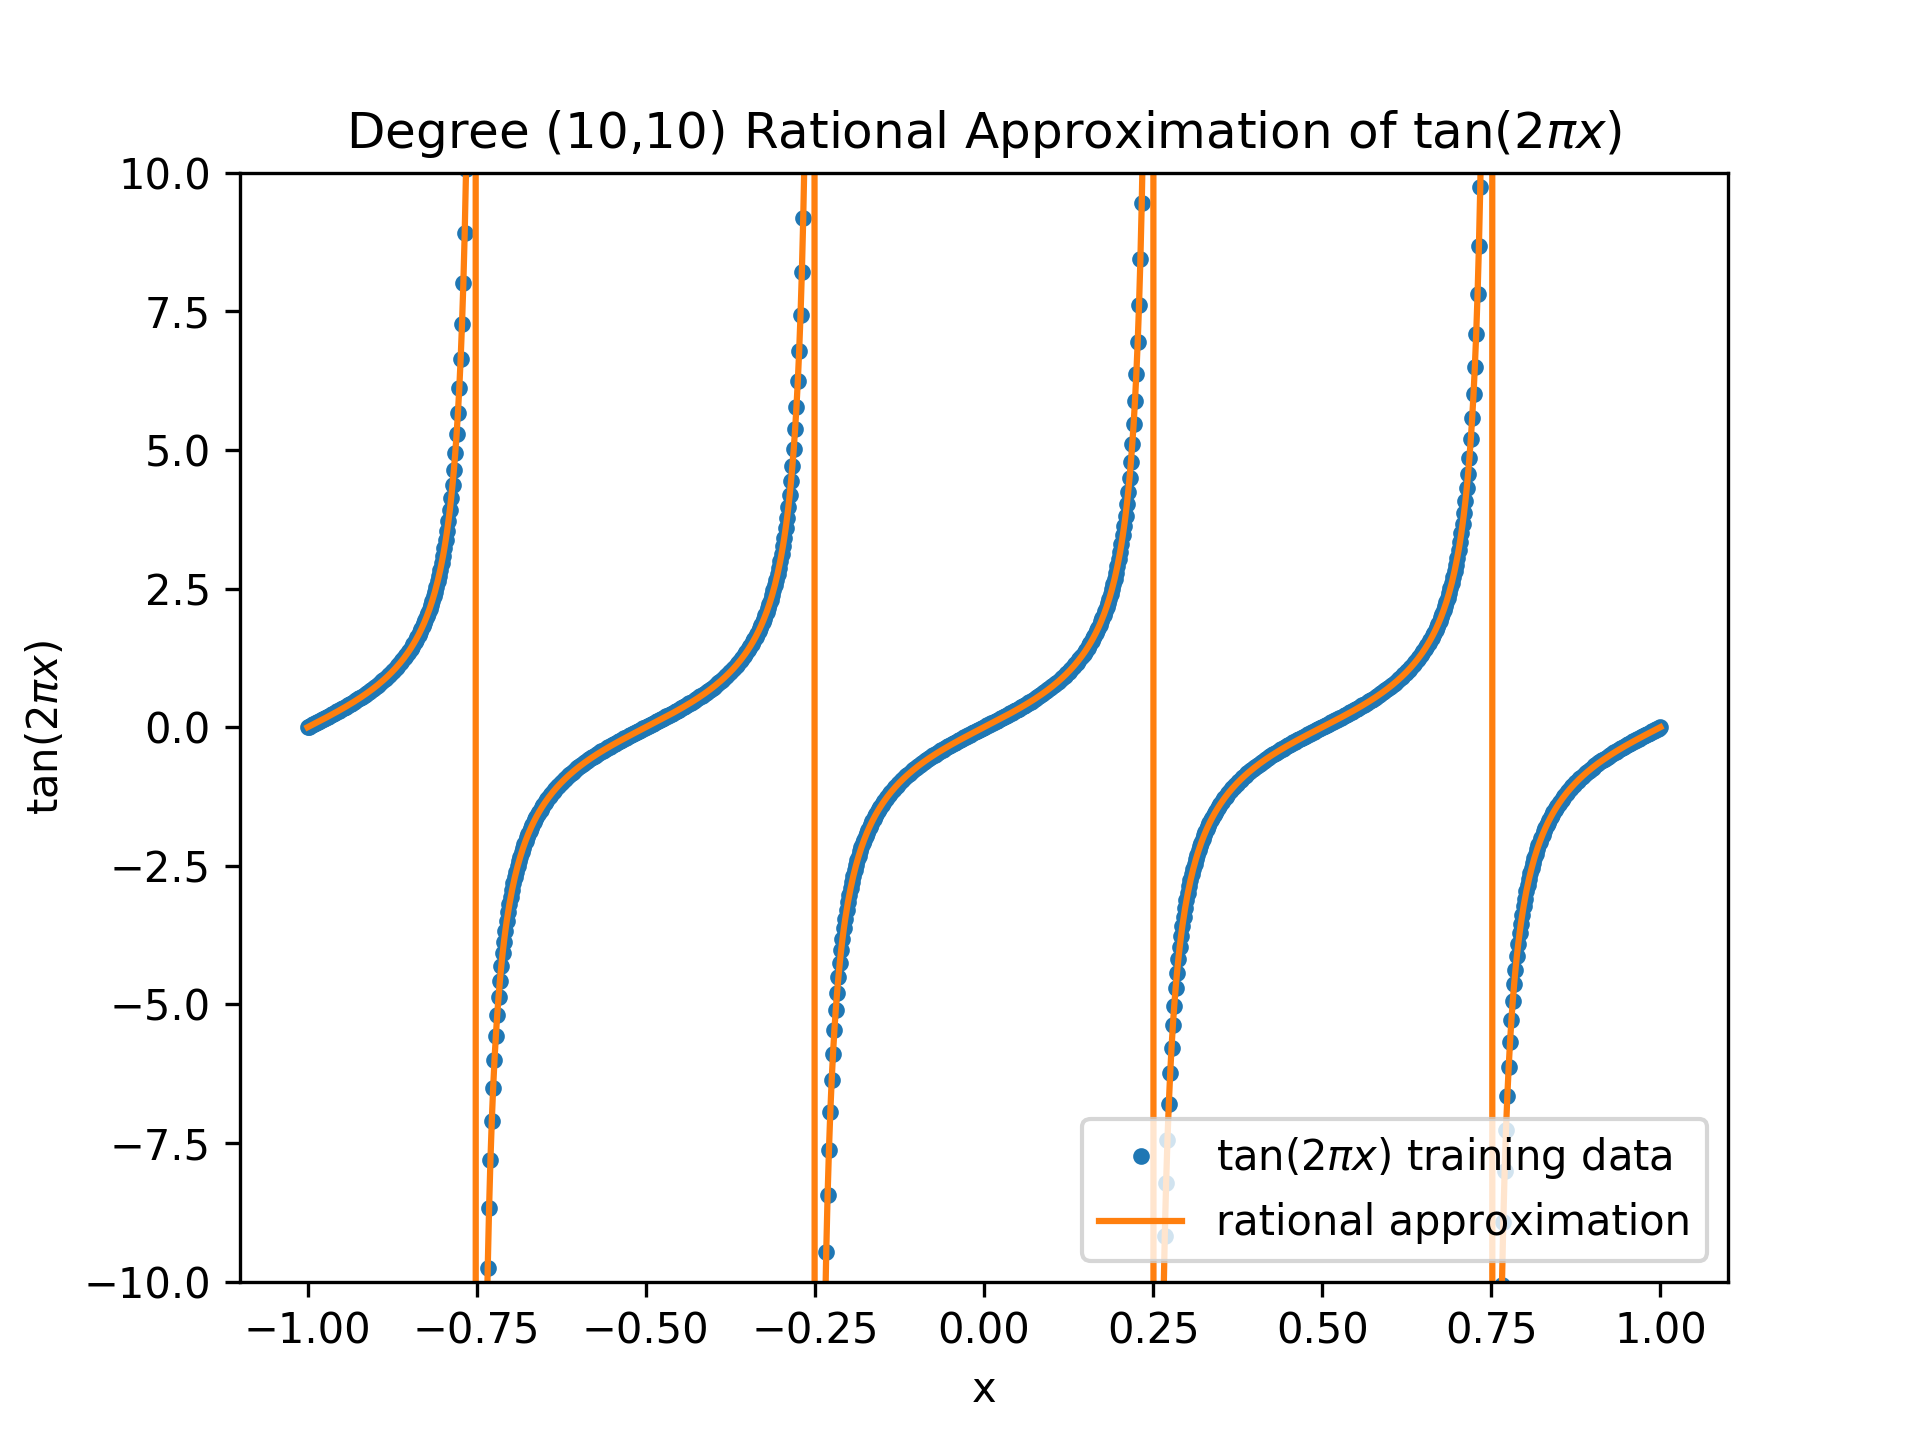 Degree (10,10) Rational Approximation of tan(2πx)
10.0
7.5
5.0
2.5
0.0
−2.5
−5.0
−7.5
−10.0
tan(2πx)
tan(2πx) training data
rational approximation
−1.00 −0.75 −0.50 −0.25 0.00 0.25 0.50 0.75 1.00
x